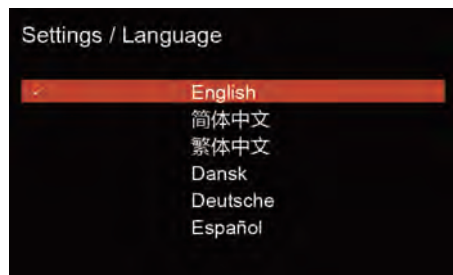 Settings / Language
English
简体中文
繁体中文
Dansk
Deutsche
Español